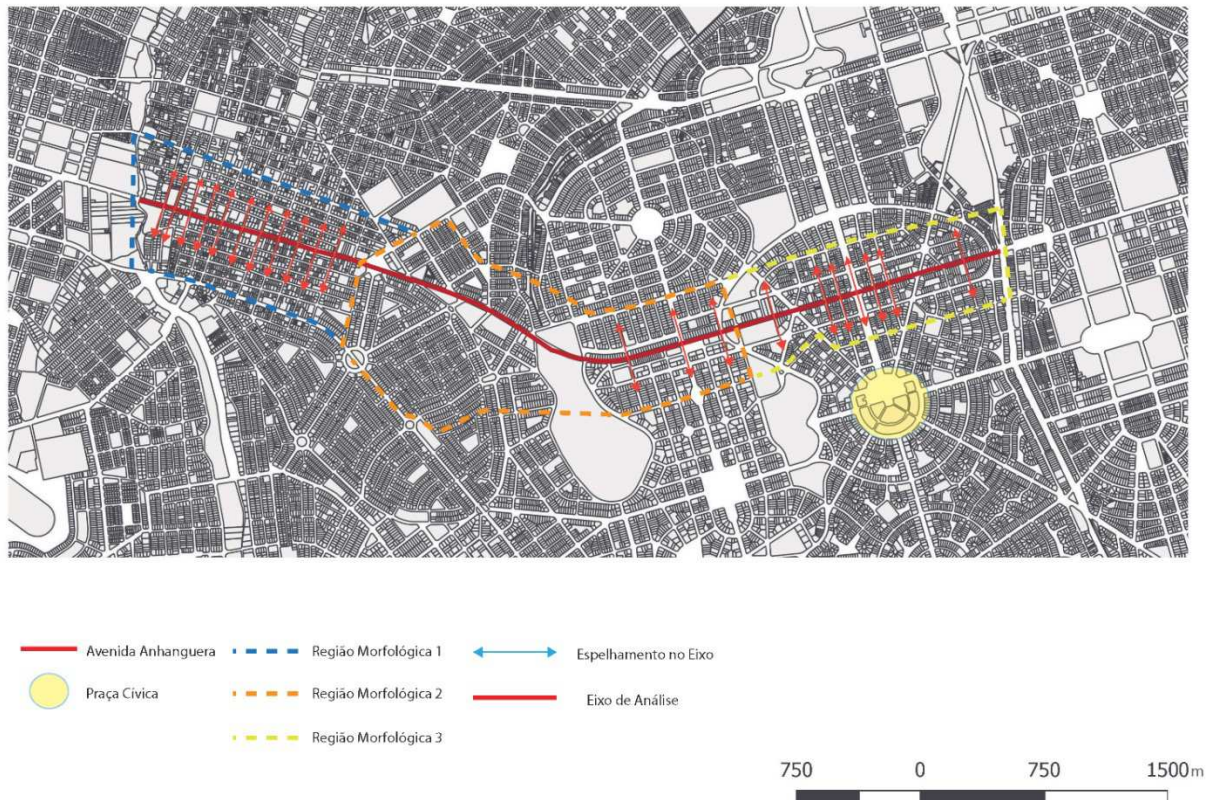 Avenida Anhanguera
Praça Cívica
Região Morfológica 1
Região Morfológica 2
Região Morfológica 3
Espelhamento no Eixo
Eixo de Análise
750 0 750 1500m